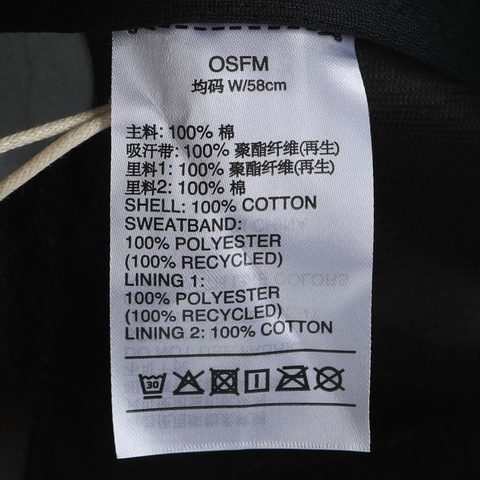 OSFM
均码 W/58cm
主料: 100% 棉
吸汗带: 100% 聚酯纤维(再生)
里料1: 100% 聚酯纤维(再生)
里料2: 100% 棉
SHELL: 100% COTTON
SWEATBAND:
100% POLYESTER
(100% RECYCLED)
LINING 1:
100% POLYESTER
(100% RECYCLED)
LINING 2: 100% COTTON
30